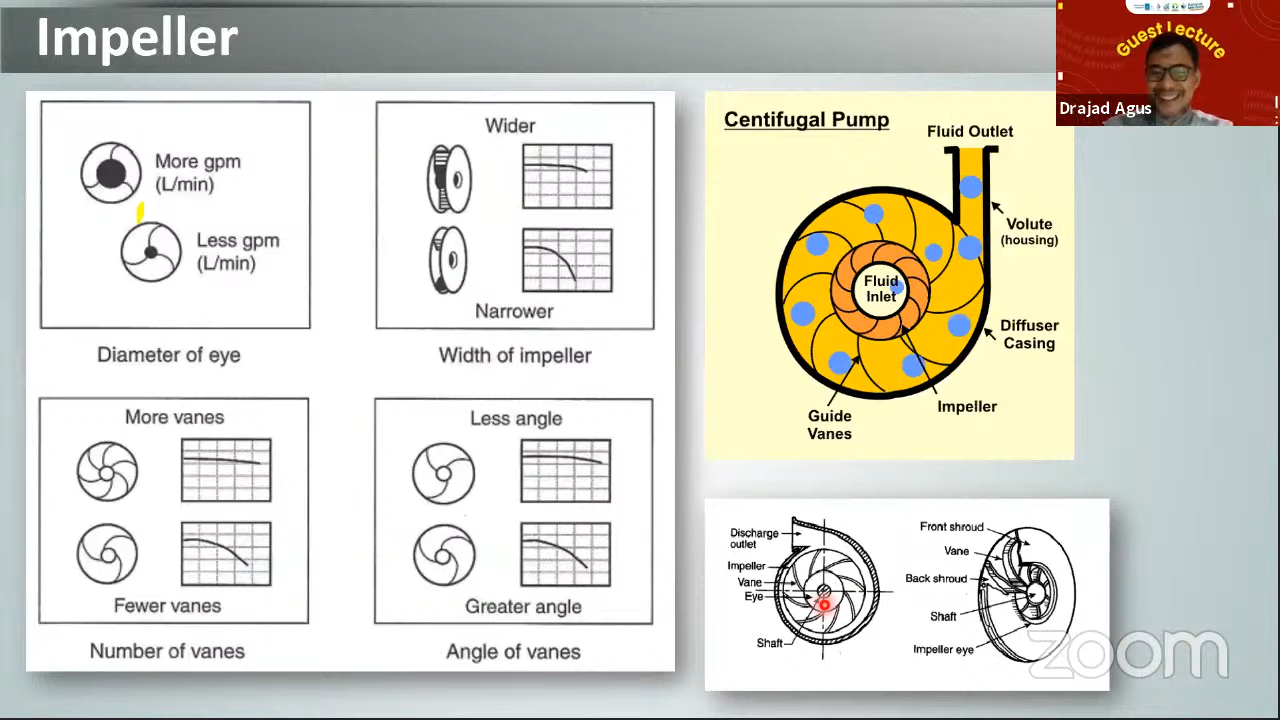 Impeller
Guest Lecture
Drajad Agus
More gpm
(L/min)
Less gpm
(L/min)
Diameter of eye
Wider
Narrower
Width of impeller
More vanes
Fewer vanes
Number of vanes
Less angle
Greater angle
Angle of vanes
Centifugal Pump
Fluid Outlet
Volute
(housing)
Fluid
Inlet
Diffuser
Casing
Impeller
Guide
Vanes
Discharge
outlet
Impeller
Vane
Eye
Shaft
Front shroud
Vane
Back shroud
Shaft
Impeller eye
zoom